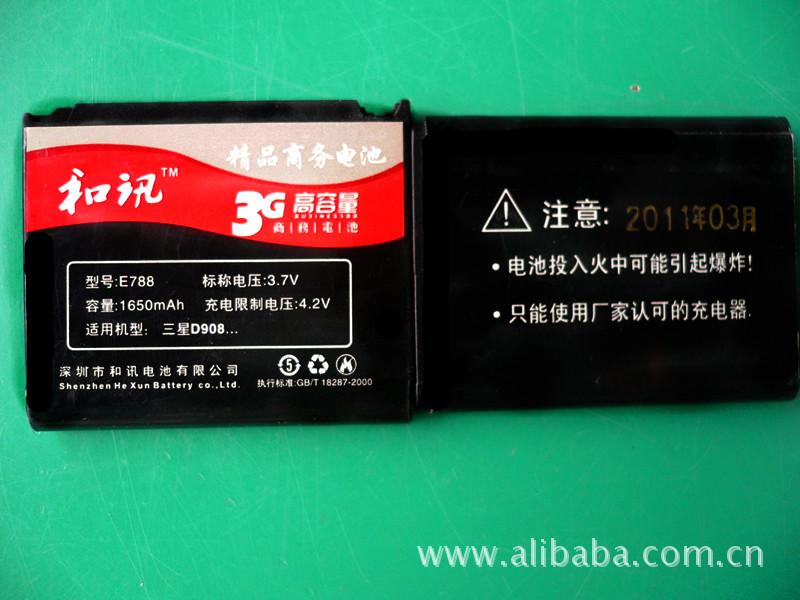 精品商务电池
和讯™
3G 高容量
BUSINESSBB
商|務|電|池
型号:E788 标称电压:3.7V
容量:1650mAh 充电限制电压:4.2V
适用机型: 三星D908...
深圳市和讯电池有限公司
Shenzhen He Xun Battery co.,Ltd.
5
执行标准:GB/T 18287-2000
注意: 2011年03月
•电池投入火中可能引起爆炸!
•只能使用厂家认可的充电器.
www.alibaba.com.cn